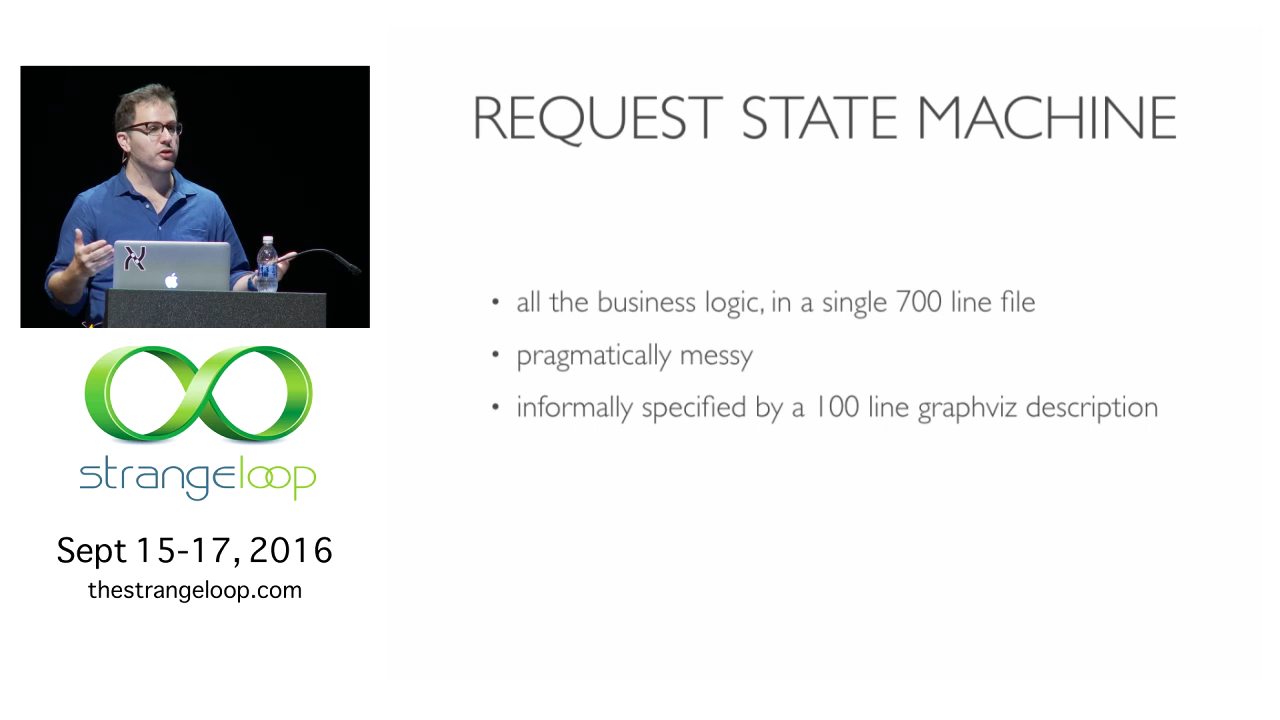 REQUEST STATE MACHINE
• all the business logic, in a single 700 line file
• pragmatically messy
• informally specified by a 100 line graphviz description
strangeloop
Sept 15-17, 2016
thestrangeloop.com